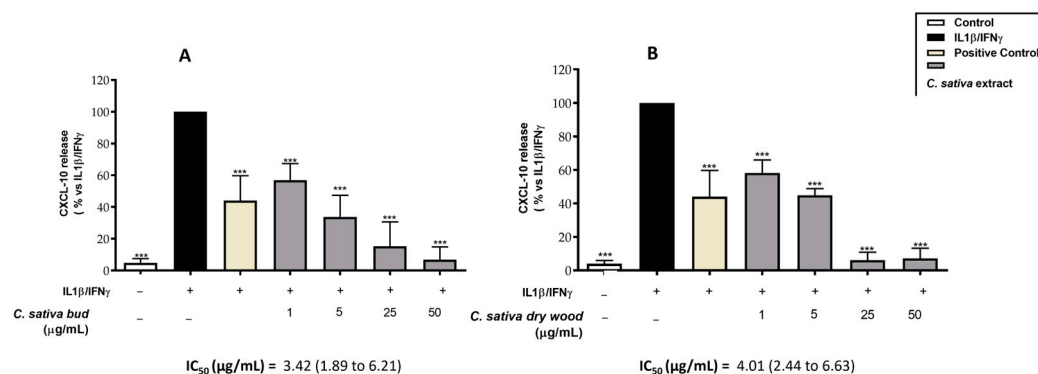 Control
IL1β/IFNγ
Positive Control
C. sativa extract
A
CXCL-10 release
( % vs IL1β/IFNγ
120
100
80
60
40
20
0
*** *** *** *** *** ***
IL1β/IFNγ – + + + + + +
C. sativa bud – – 1 5 25 50
(μg/mL)
IC50 (μg/mL) = 3.42 (1.89 to 6.21)
B
CXCL-10 release
( % vs IL1β/IFNγ
120
100
80
60
40
20
0
*** *** *** *** *** ***
IL1β/IFNγ – + + + + + +
C. sativa dry wood – – 1 5 25 50
(μg/mL)
IC50 (μg/mL) = 4.01 (2.44 to 6.63)